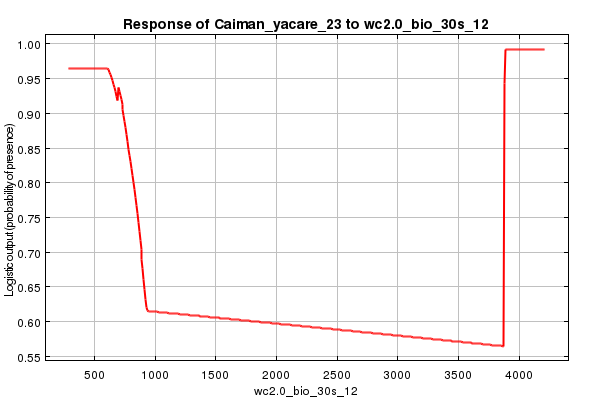 Response of Caiman_yacare_23 to wc2.0_bio_30s_12
Logistic output (probability of presence)
1.00
0.95
0.90
0.85
0.80
0.75
0.70
0.65
0.60
0.55
500 1000 1500 2000 2500 3000 3500 4000
wc2.0_bio_30s_12